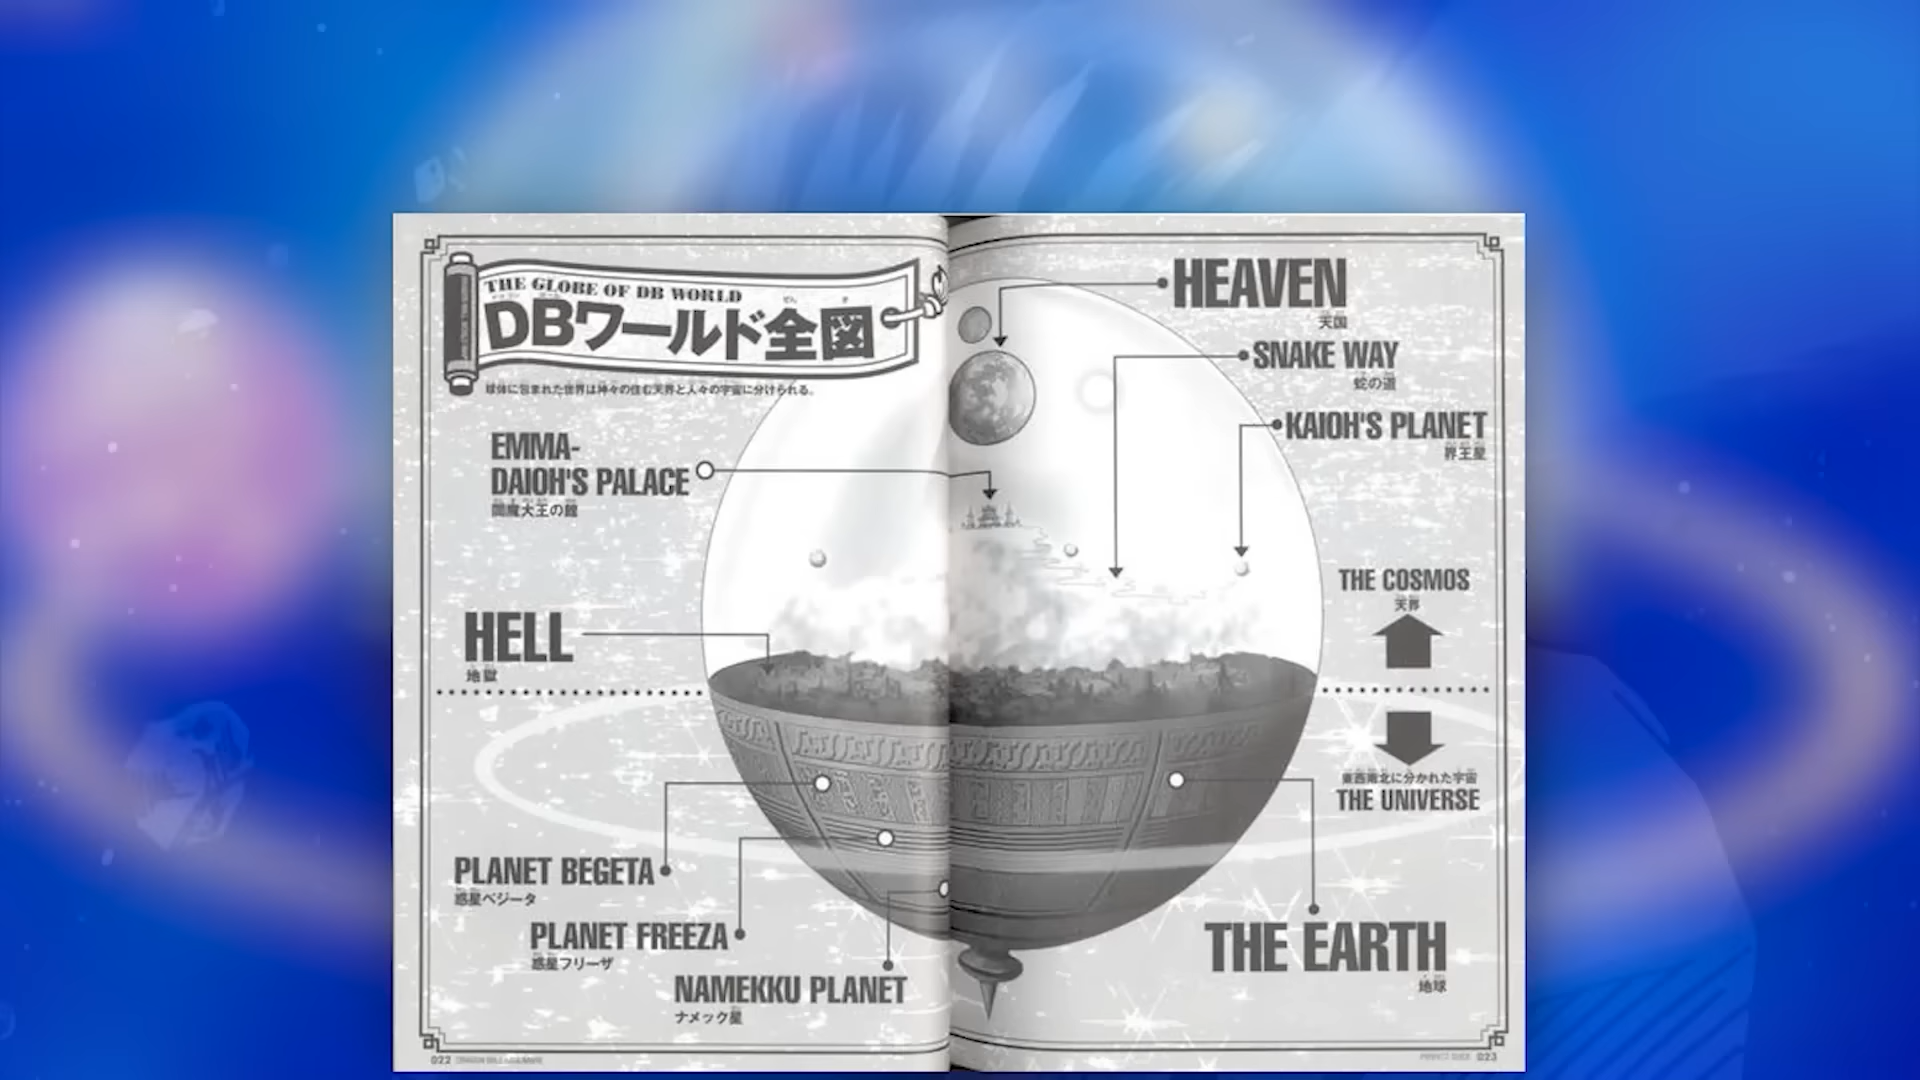 THE GLOBE OF DB WORLD
DBワールド全図
球体に包まれた世界は神々の住む天界と人々の宇宙に分けられる。
HEAVEN
天国
SNAKE WAY
蛇の道
KAIOH'S PLANET
界王星
EMMA-
DAIOH'S PALACE
閻魔大王の館
HELL
地獄
THE COSMOS
天界
東西南北に分かれた宇宙
THE UNIVERSE
PLANET BEGETA
惑星ベジータ
PLANET FREEZA
惑星フリーザ
NAMEKKU PLANET
ナメック星
THE EARTH
地球
022
023